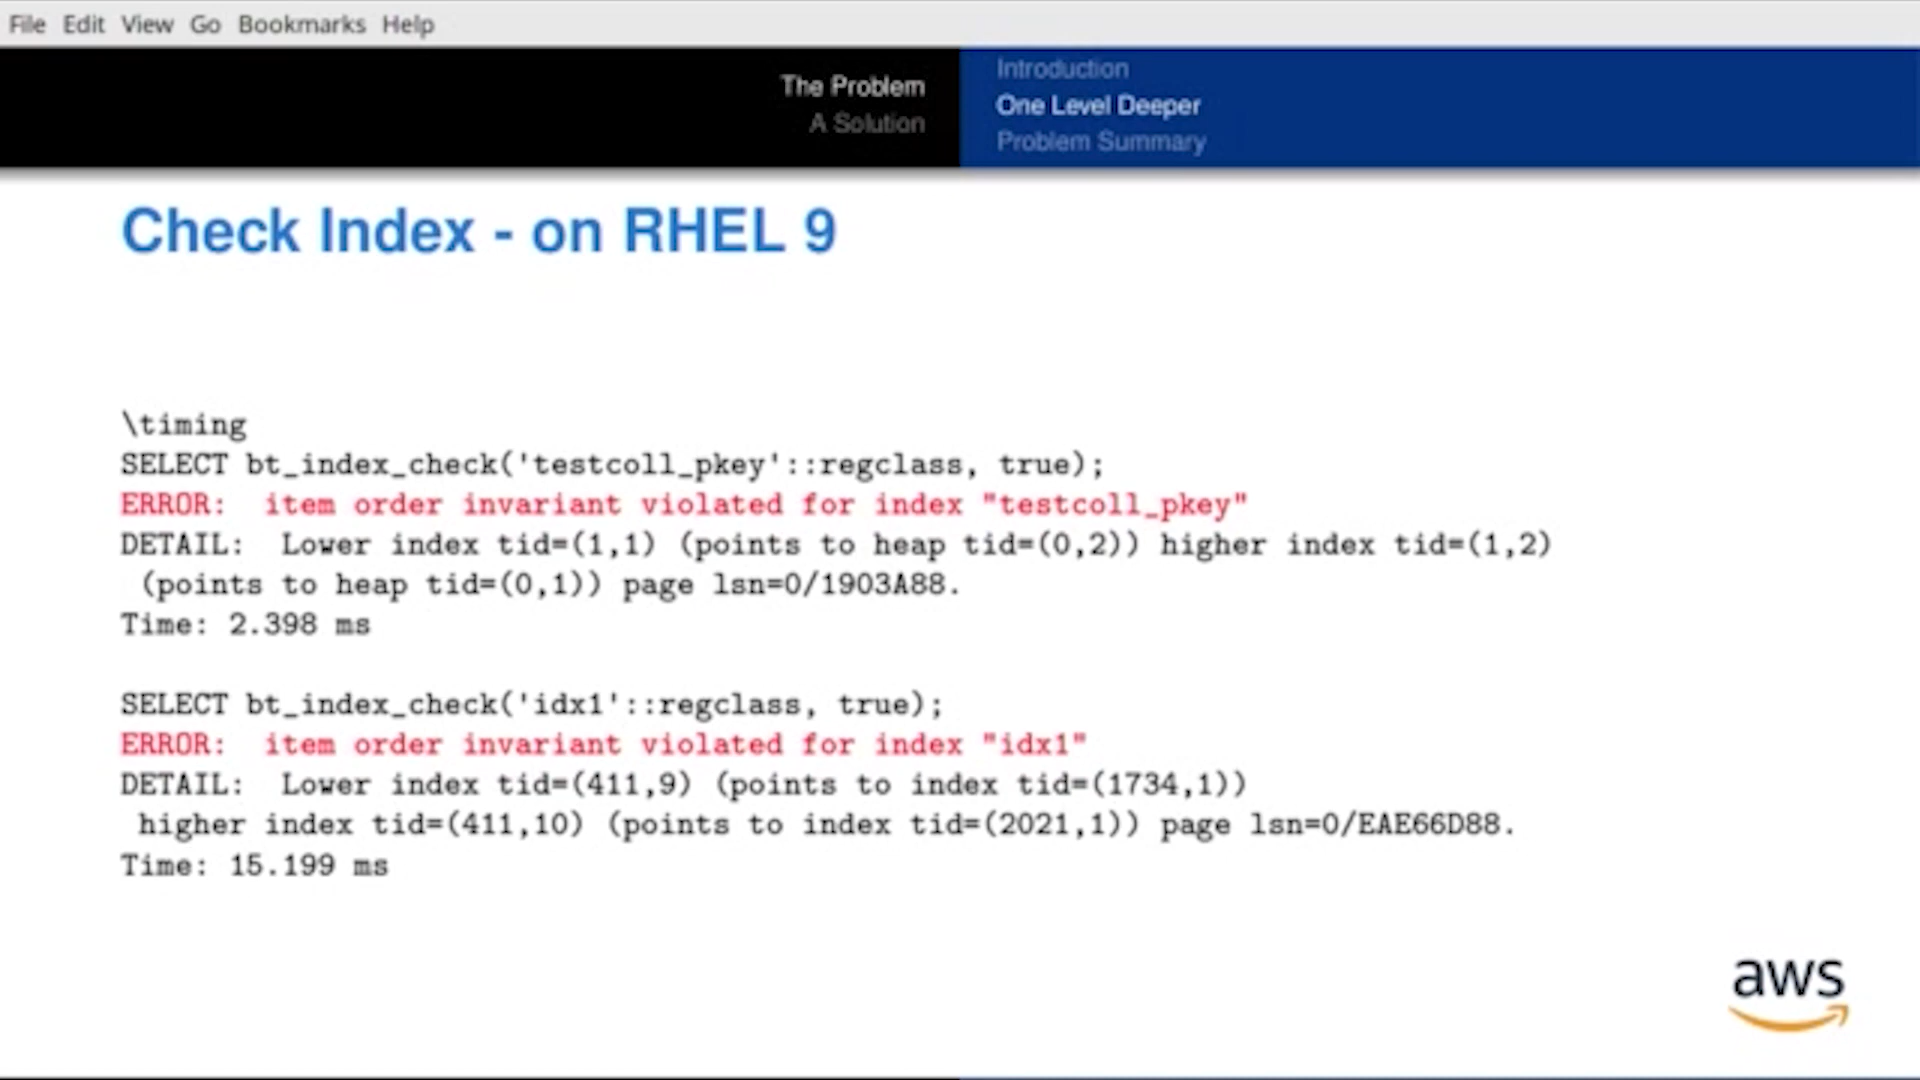 File Edit View Go Bookmarks Help
The Problem
A Solution
Introduction
One Level Deeper
Problem Summary
Check Index - on RHEL 9
\timing
SELECT bt_index_check('testcoll_pkey'::regclass, true);
ERROR:  item order invariant violated for index "testcoll_pkey"
DETAIL:  Lower index tid=(1,1) (points to heap tid=(0,2)) higher index tid=(1,2)
(points to heap tid=(0,1)) page lsn=0/1903A88.
Time: 2.398 ms
SELECT bt_index_check('idx1'::regclass, true);
ERROR:  item order invariant violated for index "idx1"
DETAIL:  Lower index tid=(411,9) (points to index tid=(1734,1))
higher index tid=(411,10) (points to index tid=(2021,1)) page lsn=0/EAE66D88.
Time: 15.199 ms
aws